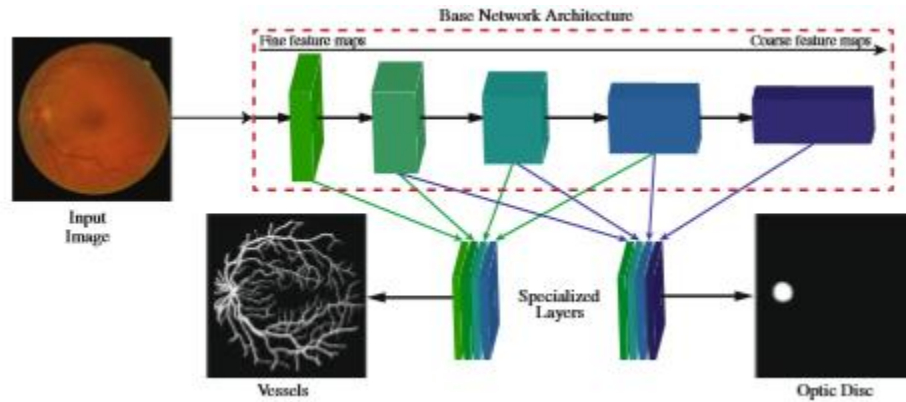 Base Network Architecture
Fine feature maps
Coarse feature maps
Input
Image
Specialized
Layers
Vessels
Optic Disc